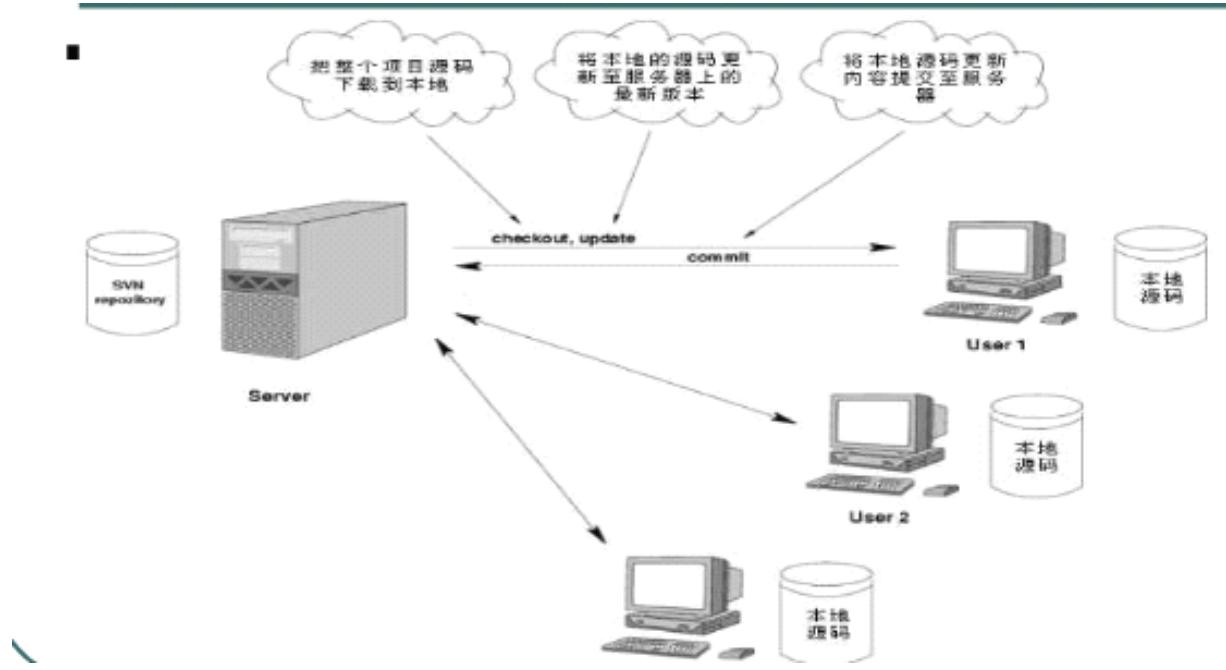 把整个项目源码
下载到本地
将本地的源码更
新至服务器上的
最新版本
将本地源码更新
内容提交至服务
器
checkout, update
commit
SVN
repozilory
本地
源码
User 1
Server
本地
源码
User 2
本地
源码